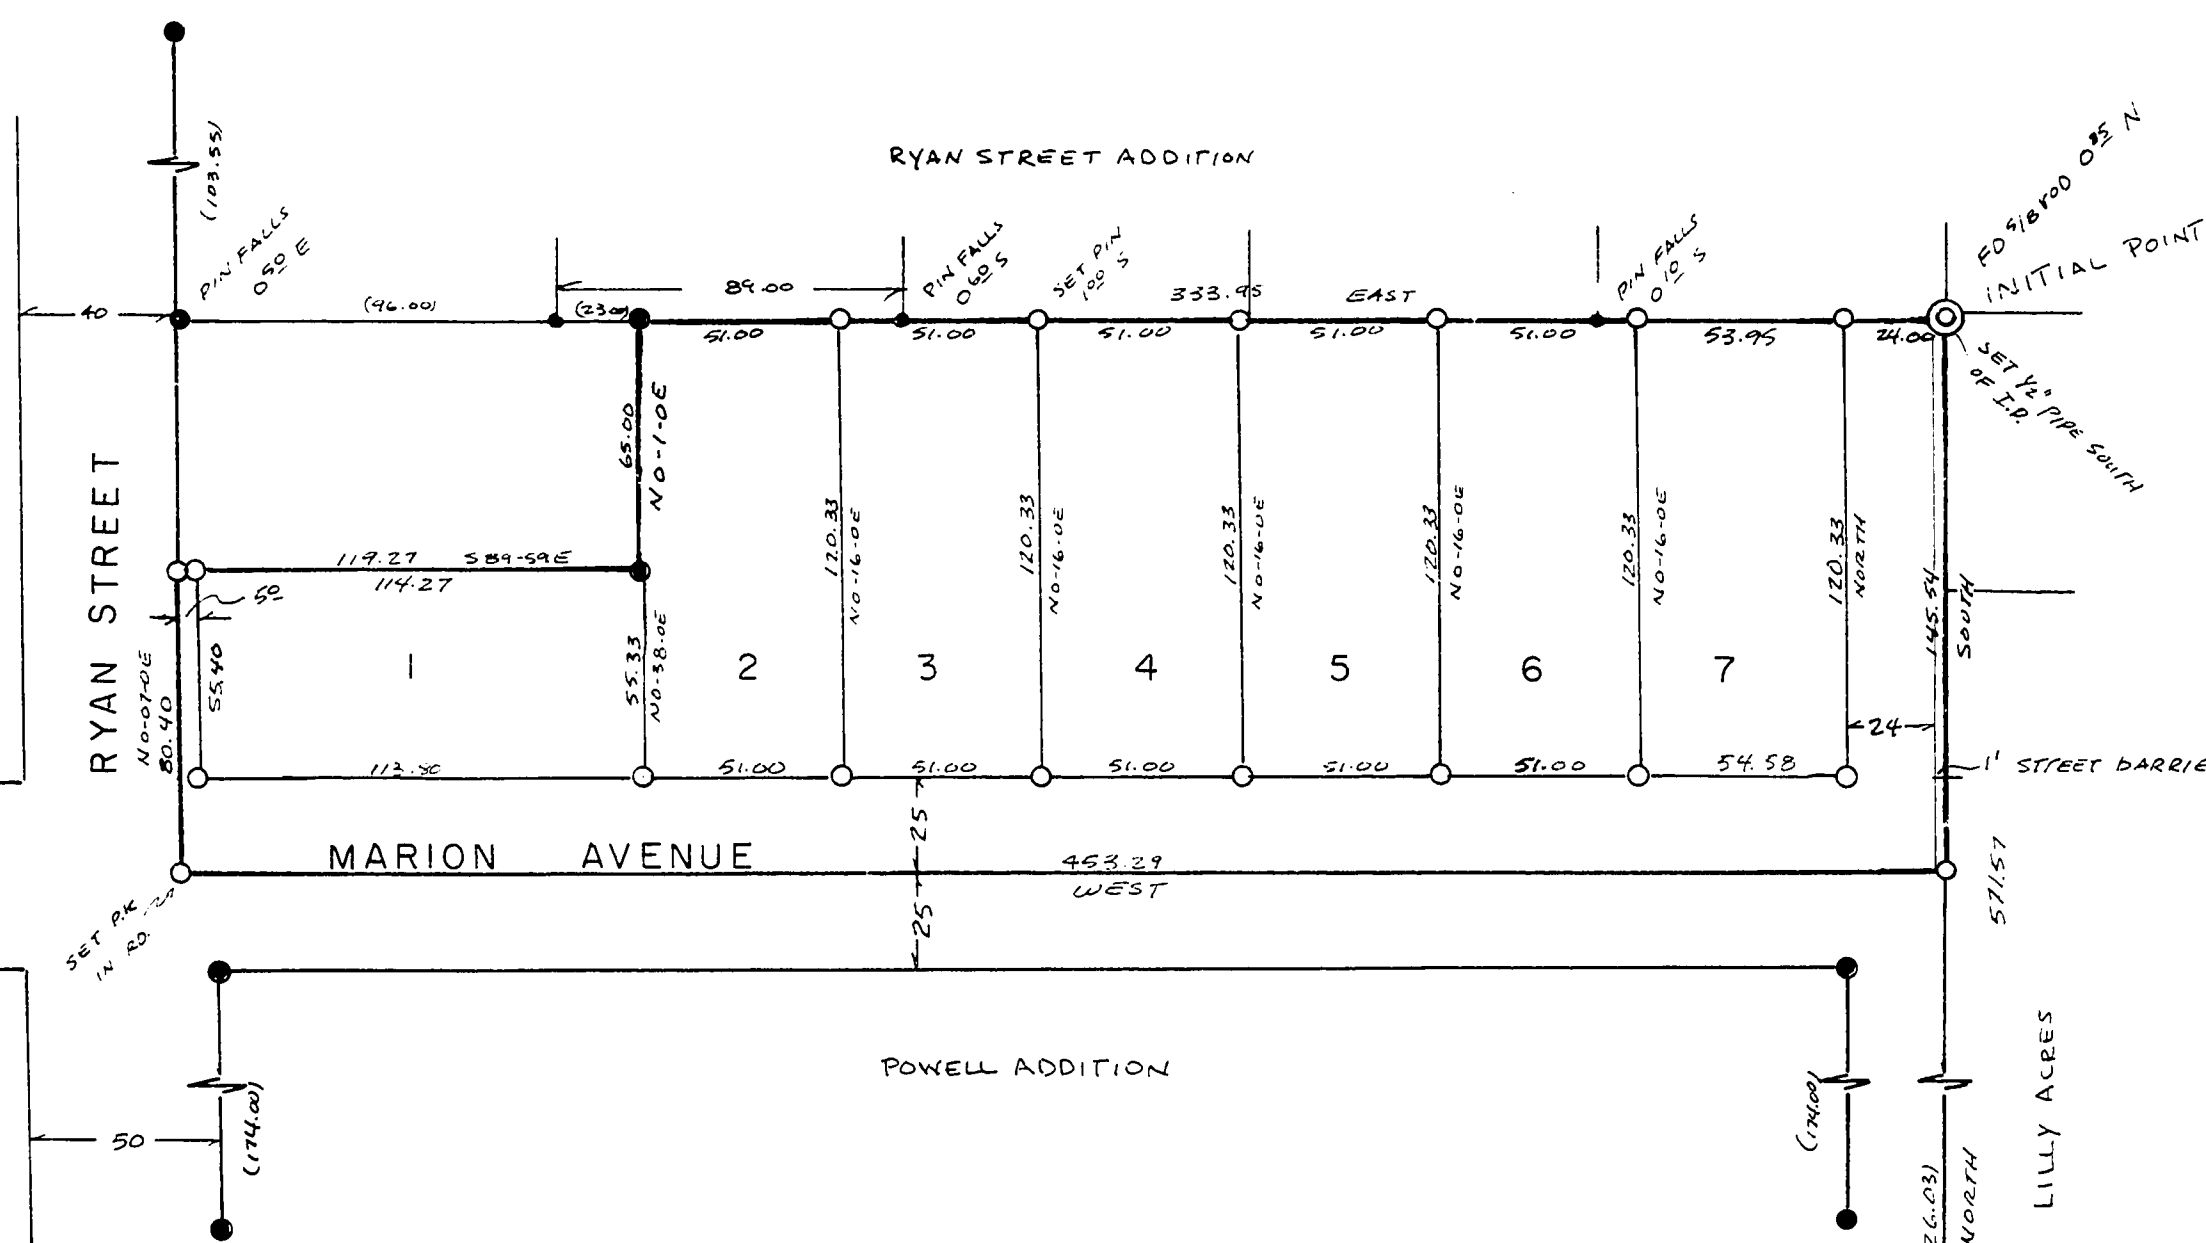 RYAN STREET ADDITION
(103.55)
PIN FALLS
0 50 E
40
(96.00)
(23.00)
89.00
PIN FALLS
0 60 S
SET PIN
1 00 S
333.95
EAST
PIN FALLS
0 10 S
FD 5/8 ROD 0 85 N
INITIAL POINT
51.00
51.00
51.00
51.00
51.00
53.95
24.00
SET 1/2" PIPE SOUTH
OF I.P.
65.00
N0-1-0E
RYAN STREET
119.27
S89-59E
114.27
5 0
120.33
N0-16-0E
120.33
N0-16-0E
120.33
N0-16-0E
120.33
N0-16-0E
120.33
N0-16-0E
120.33
NORTH
145.54
SOUTH
N0-07-0E
80.40
55.40
1
55.33
N0-38-0E
2
3
4
5
6
7
24
113.80
51.00
51.00
51.00
51.00
51.00
54.58
1' STREET BARRIE
25
MARION AVENUE
453.29
WEST
571.57
SET P.K
IN RD.
25
POWELL ADDITION
50
(174.00)
(174.00)
LILLY ACRES
26.03)
NORTH